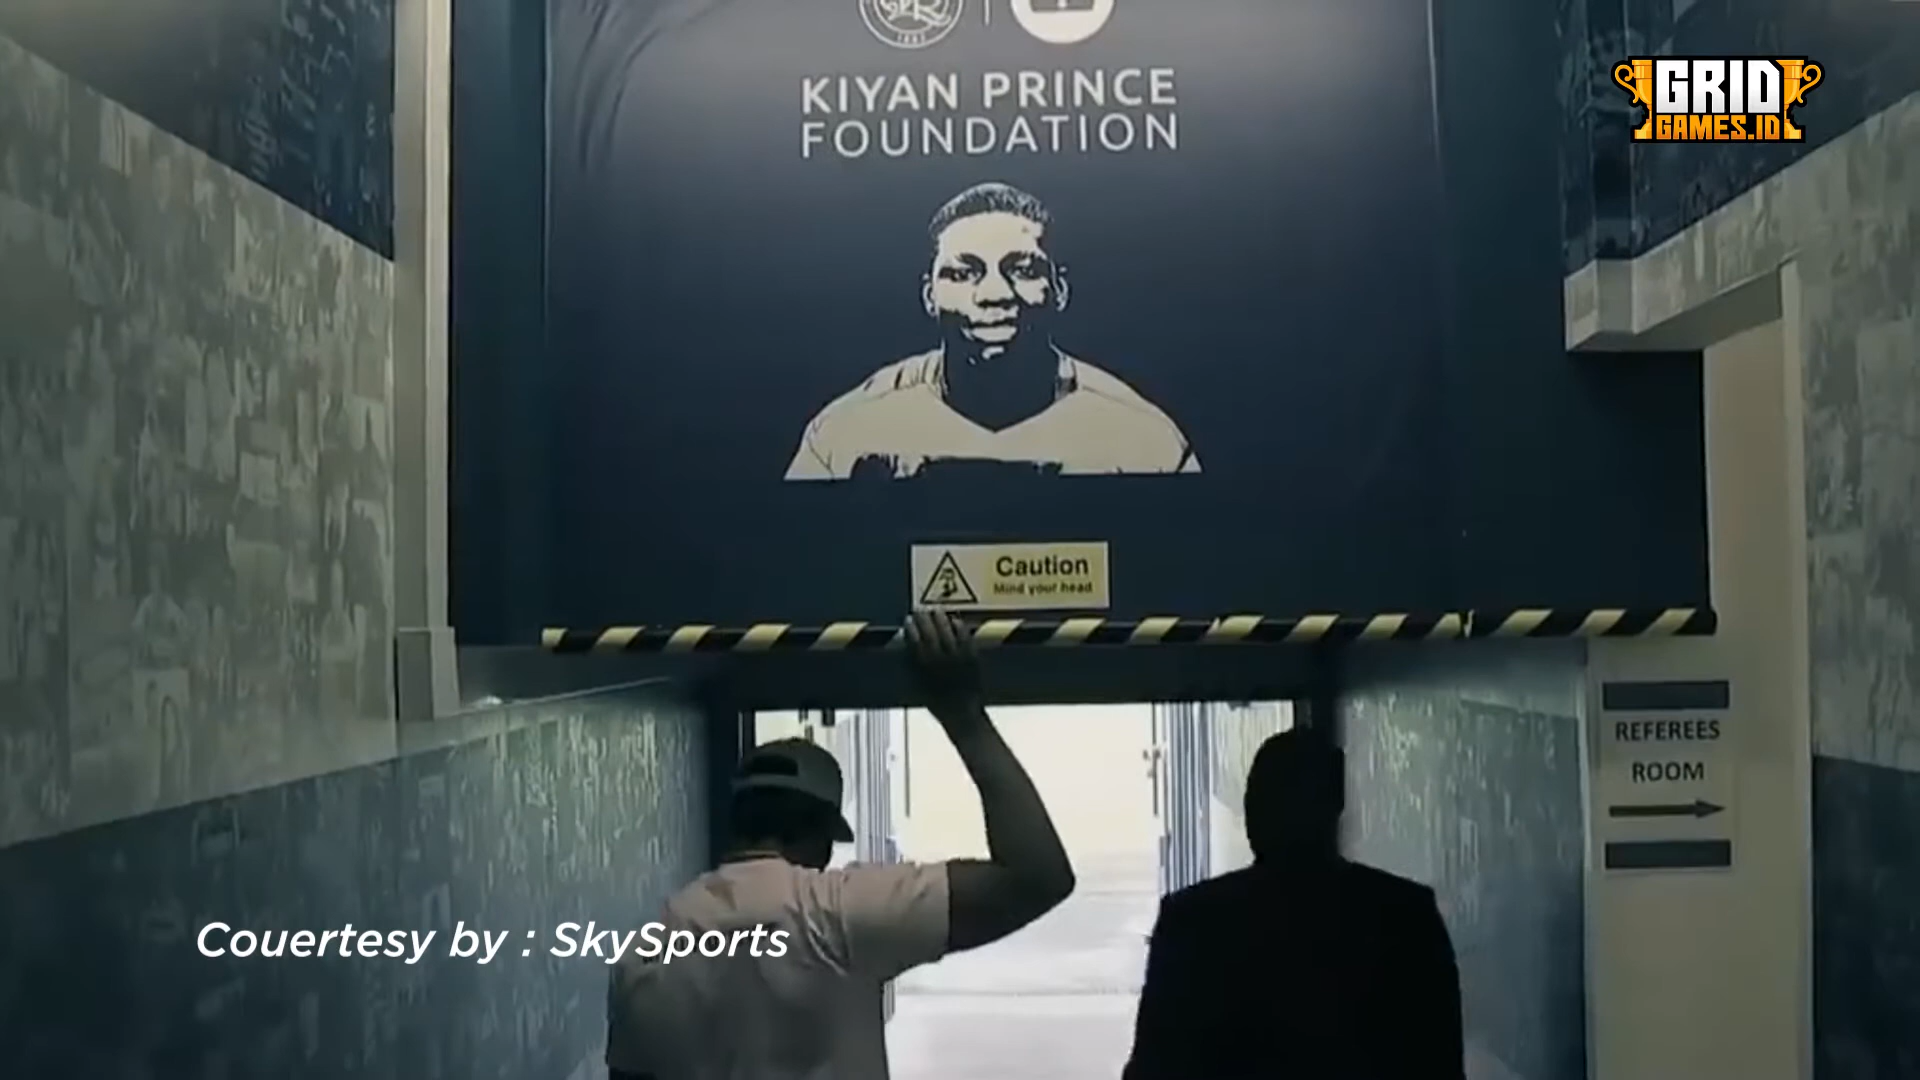 KIYAN PRINCE
FOUNDATION
GRID
GAMES.ID
Caution
Mind your head
REFEREES
ROOM
Couertesy by : SkySports